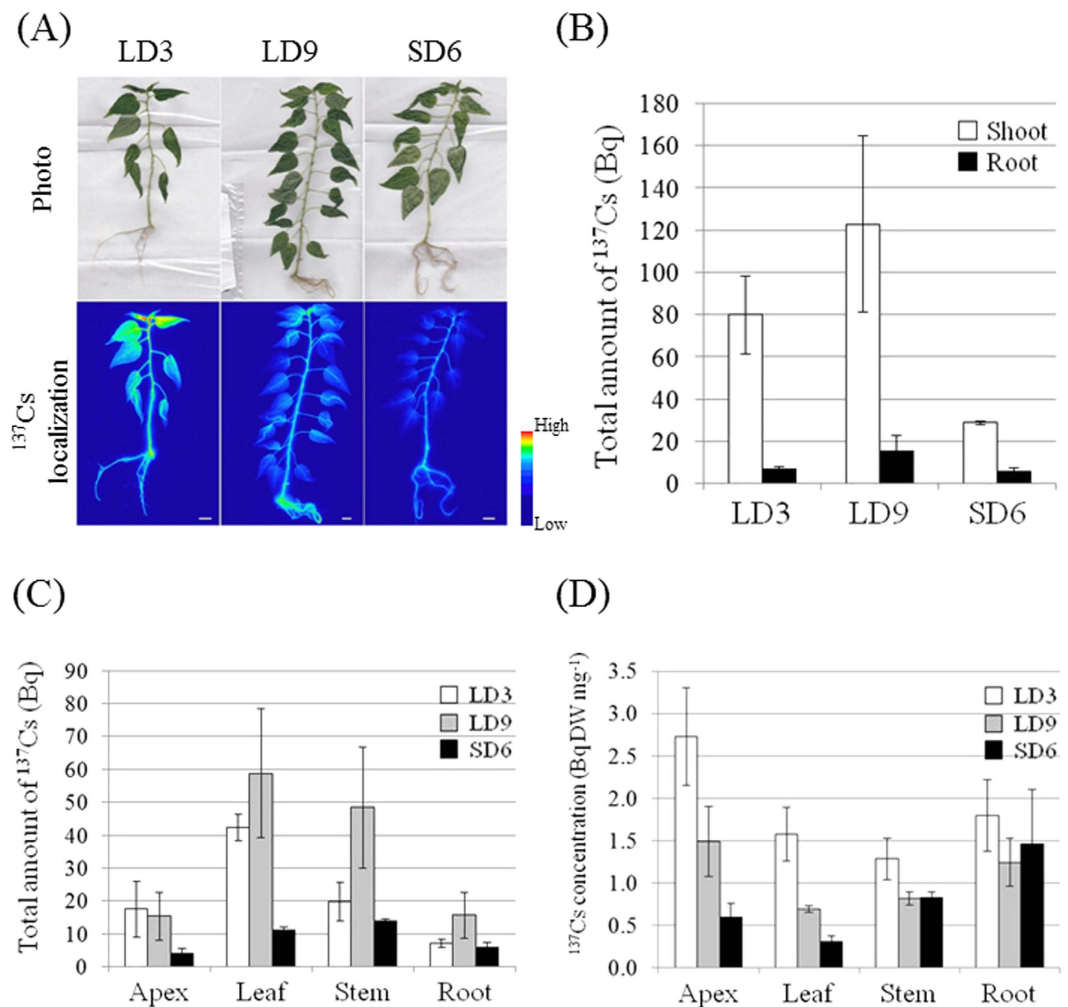 (A)
LD3 LD9 SD6
Photo
¹³⁷Cs
localization
High
Low
(B)
Total amount of ¹³⁷Cs (Bq)
180
160
140
120
100
80
60
40
20
0
Shoot
Root
LD3 LD9 SD6
(C)
Total amount of ¹³⁷Cs (Bq)
90
80
70
60
50
40
30
20
10
0
LD3
LD9
SD6
Apex Leaf Stem Root
(D)
¹³⁷Cs concentration (Bq DW mg⁻¹)
3.5
3.0
2.5
2.0
1.5
1.0
0.5
0.0
LD3
LD9
SD6
Apex Leaf Stem Root